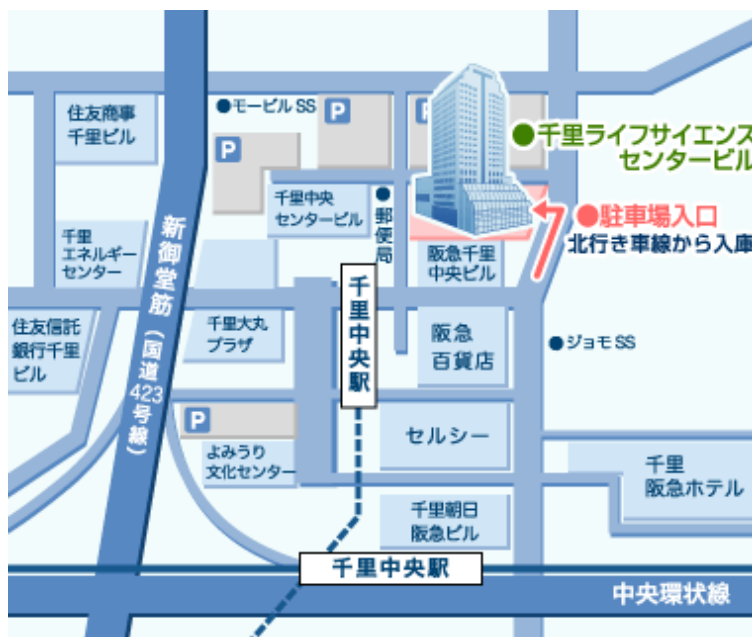 住友商事
千里ビル
●モービルSS
P
P
P
●千里ライフサイエンス
センタービル
千里中央
センタービル
●郵便局
●駐車場入口
北行き車線から入庫
千里
エネルギー
センター
新御堂筋（国道423号線）
阪急千里
中央ビル
千里中央駅
住友信託
銀行千里
ビル
千里大丸
プラザ
阪急
百貨店
●ジョモSS
P
セルシー
よみうり
文化センター
千里
阪急ホテル
千里朝日
阪急ビル
千里中央駅
中央環状線